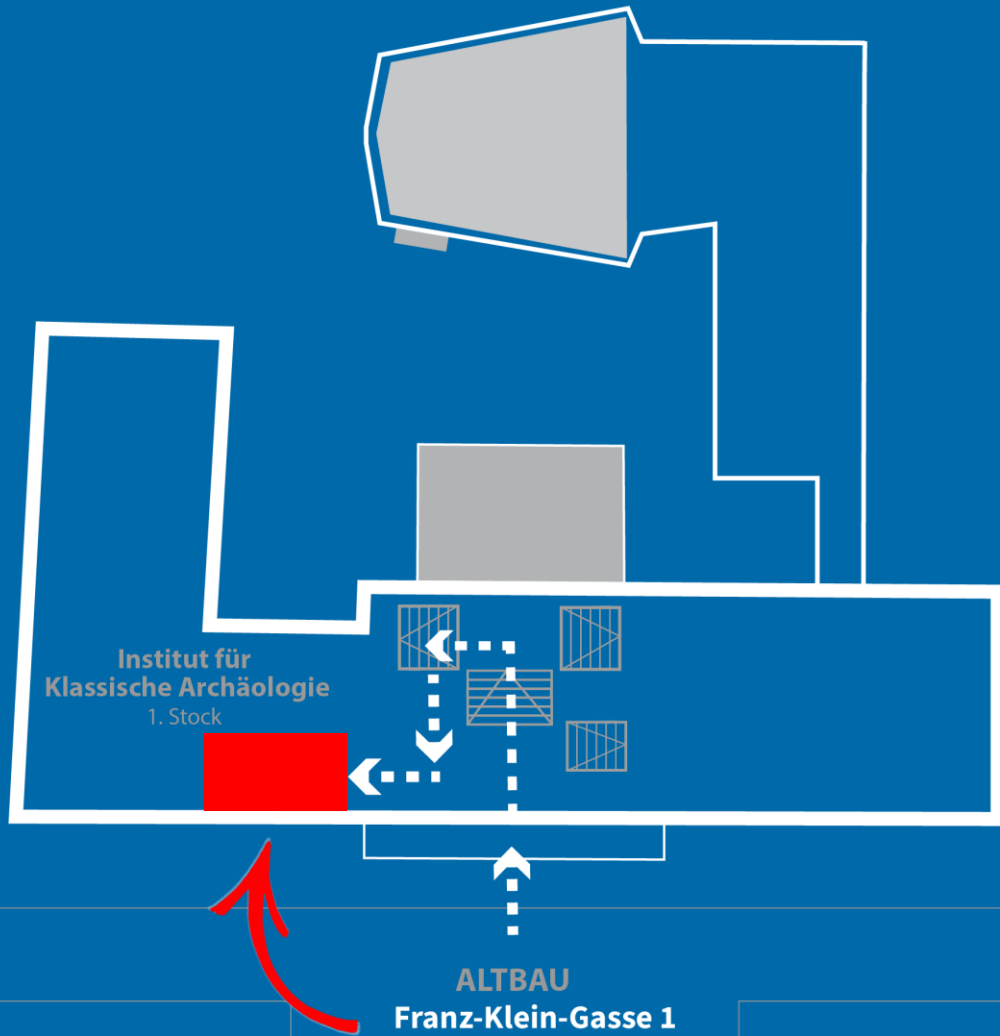 Institut für
Klassische Archäologie
1. Stock
ALTBAU
Franz-Klein-Gasse 1